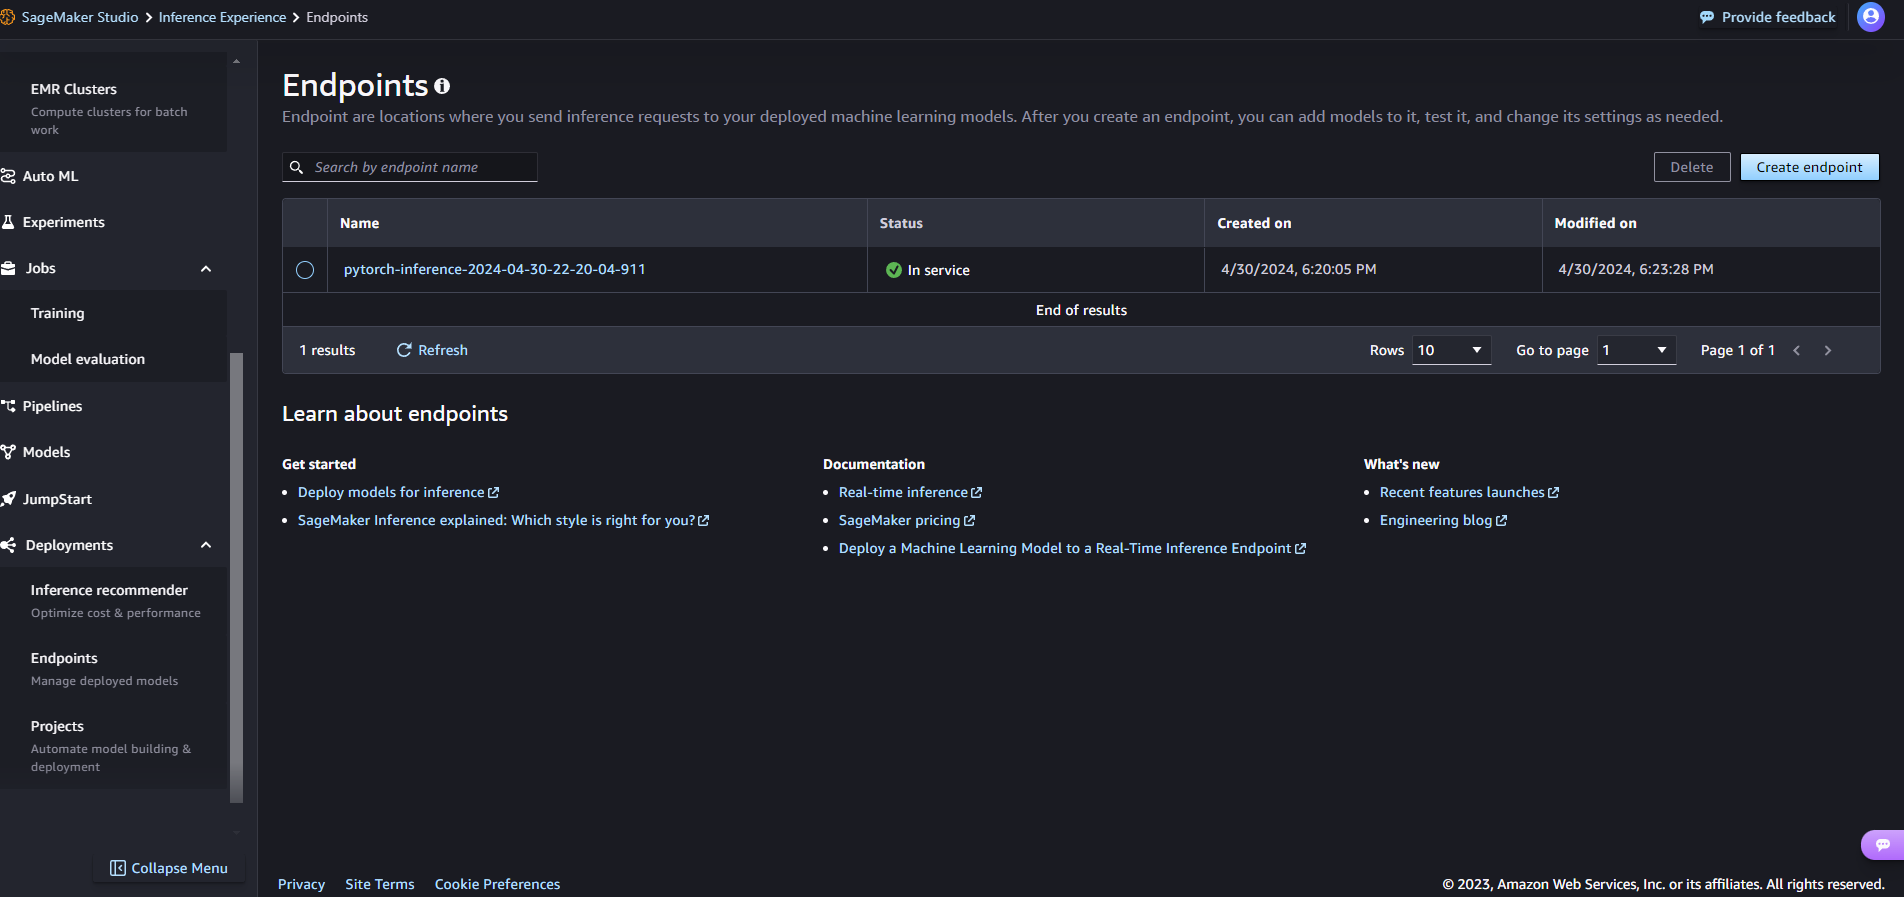 SageMaker Studio > Inference Experience > Endpoints
Provide feedback
EMR Clusters
Compute clusters for batch
work
Auto ML
Experiments
Jobs
Training
Model evaluation
Pipelines
Models
JumpStart
Deployments
Inference recommender
Optimize cost & performance
Endpoints
Manage deployed models
Projects
Automate model building &
deployment
Collapse Menu
Endpoints
Endpoint are locations where you send inference requests to your deployed machine learning models. After you create an endpoint, you can add models to it, test it, and change its settings as needed.
Search by endpoint name
Delete
Create endpoint
Name Status Created on Modified on
pytorch-inference-2024-04-30-22-20-04-911 In service 4/30/2024, 6:20:05 PM 4/30/2024, 6:23:28 PM
End of results
1 results Refresh Rows 10 Go to page 1 Page 1 of 1
Learn about endpoints
Get started
• Deploy models for inference
• SageMaker Inference explained: Which style is right for you?
Documentation
• Real-time inference
• SageMaker pricing
• Deploy a Machine Learning Model to a Real-Time Inference Endpoint
What's new
• Recent features launches
• Engineering blog
Privacy Site Terms Cookie Preferences
© 2023, Amazon Web Services, Inc. or its affiliates. All rights reserved.